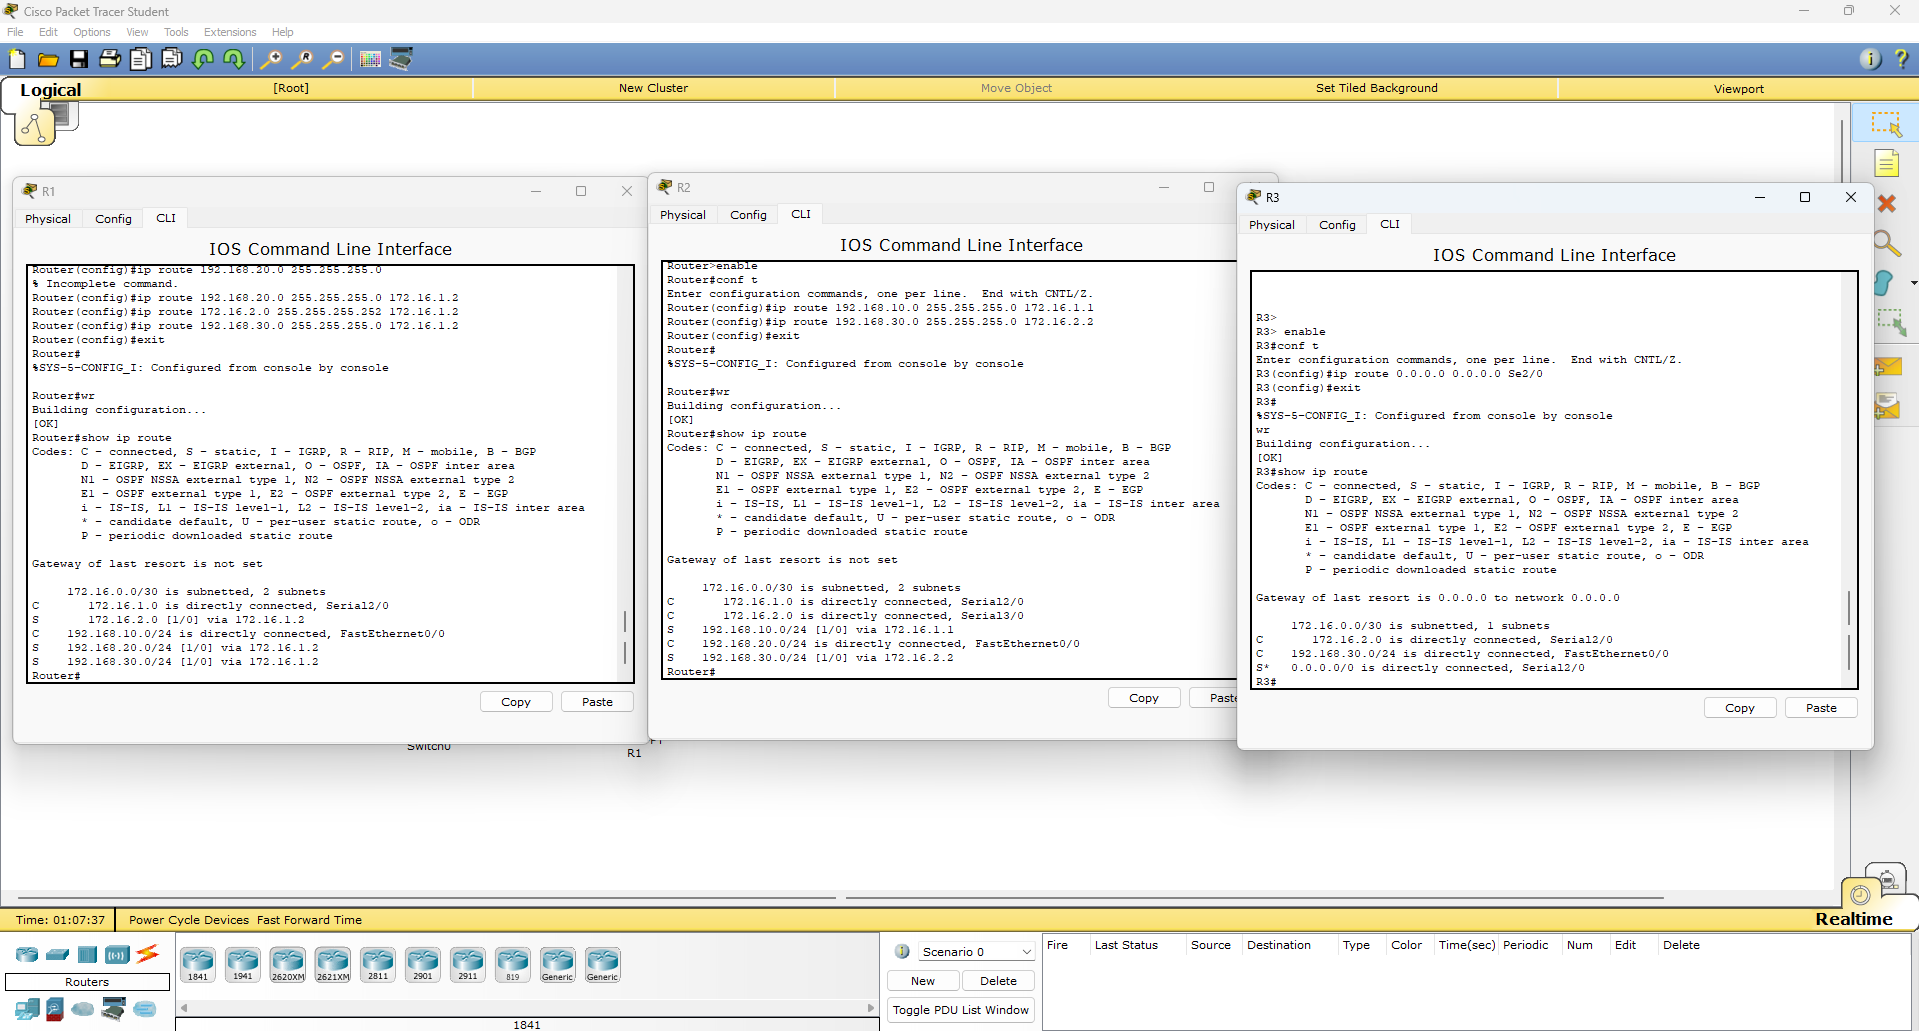 Cisco Packet Tracer Student
File Edit Options View Tools Extensions Help
Logical [Root] New Cluster Move Object Set Tiled Background Viewport
R1
Physical Config CLI
IOS Command Line Interface
Router(config)#ip route 192.168.20.0 255.255.255.0
% Incomplete command.
Router(config)#ip route 192.168.20.0 255.255.255.0 172.16.1.2
Router(config)#ip route 172.16.2.0 255.255.255.252 172.16.1.2
Router(config)#ip route 192.168.30.0 255.255.255.0 172.16.1.2
Router(config)#exit
Router#
%SYS-5-CONFIG_I: Configured from console by console
Router#wr
Building configuration...
[OK]
Router#show ip route
Codes: C - connected, S - static, I - IGRP, R - RIP, M - mobile, B - BGP
D - EIGRP, EX - EIGRP external, O - OSPF, IA - OSPF inter area
N1 - OSPF NSSA external type 1, N2 - OSPF NSSA external type 2
E1 - OSPF external type 1, E2 - OSPF external type 2, E - EGP
i - IS-IS, L1 - IS-IS level-1, L2 - IS-IS level-2, ia - IS-IS inter area
* - candidate default, U - per-user static route, o - ODR
P - periodic downloaded static route
Gateway of last resort is not set
172.16.0.0/30 is subnetted, 2 subnets
C 172.16.1.0 is directly connected, Serial2/0
S 172.16.2.0 [1/0] via 172.16.1.2
C 192.168.10.0/24 is directly connected, FastEthernet0/0
S 192.168.20.0/24 [1/0] via 172.16.1.2
S 192.168.30.0/24 [1/0] via 172.16.1.2
Router#
Copy Paste
R2
Physical Config CLI
IOS Command Line Interface
Router>enable
Router#conf t
Enter configuration commands, one per line. End with CNTL/Z.
Router(config)#ip route 192.168.10.0 255.255.255.0 172.16.1.1
Router(config)#ip route 192.168.30.0 255.255.255.0 172.16.2.2
Router(config)#exit
Router#
%SYS-5-CONFIG_I: Configured from console by console
Router#wr
Building configuration...
[OK]
Router#show ip route
Codes: C - connected, S - static, I - IGRP, R - RIP, M - mobile, B - BGP
D - EIGRP, EX - EIGRP external, O - OSPF, IA - OSPF inter area
N1 - OSPF NSSA external type 1, N2 - OSPF NSSA external type 2
E1 - OSPF external type 1, E2 - OSPF external type 2, E - EGP
i - IS-IS, L1 - IS-IS level-1, L2 - IS-IS level-2, ia - IS-IS inter area
* - candidate default, U - per-user static route, o - ODR
P - periodic downloaded static route
Gateway of last resort is not set
172.16.0.0/30 is subnetted, 2 subnets
C 172.16.1.0 is directly connected, Serial2/0
C 172.16.2.0 is directly connected, Serial3/0
S 192.168.10.0/24 [1/0] via 172.16.1.1
C 192.168.20.0/24 is directly connected, FastEthernet0/0
S 192.168.30.0/24 [1/0] via 172.16.2.2
Router#
Copy Paste
R3
Physical Config CLI
IOS Command Line Interface
R3>
R3> enable
R3#conf t
Enter configuration commands, one per line. End with CNTL/Z.
R3(config)#ip route 0.0.0.0 0.0.0.0 Se2/0
R3(config)#exit
R3#
%SYS-5-CONFIG_I: Configured from console by console
wr
Building configuration...
[OK]
R3#show ip route
Codes: C - connected, S - static, I - IGRP, R - RIP, M - mobile, B - BGP
D - EIGRP, EX - EIGRP external, O - OSPF, IA - OSPF inter area
N1 - OSPF NSSA external type 1, N2 - OSPF NSSA external type 2
E1 - OSPF external type 1, E2 - OSPF external type 2, E - EGP
i - IS-IS, L1 - IS-IS level-1, L2 - IS-IS level-2, ia - IS-IS inter area
* - candidate default, U - per-user static route, o - ODR
P - periodic downloaded static route
Gateway of last resort is 0.0.0.0 to network 0.0.0.0
172.16.0.0/30 is subnetted, 1 subnets
C 172.16.2.0 is directly connected, Serial2/0
C 192.168.30.0/24 is directly connected, FastEthernet0/0
S* 0.0.0.0/0 is directly connected, Serial2/0
R3#
Copy Paste
Switch0
R1
Time: 01:07:37 Power Cycle Devices Fast Forward Time Realtime
Routers
1841 1941 2620XM 2621XM 2811 2901 2911 819 Generic Generic
1841
Scenario 0
New Delete
Toggle PDU List Window
Fire Last Status Source Destination Type Color Time(sec) Periodic Num Edit Delete